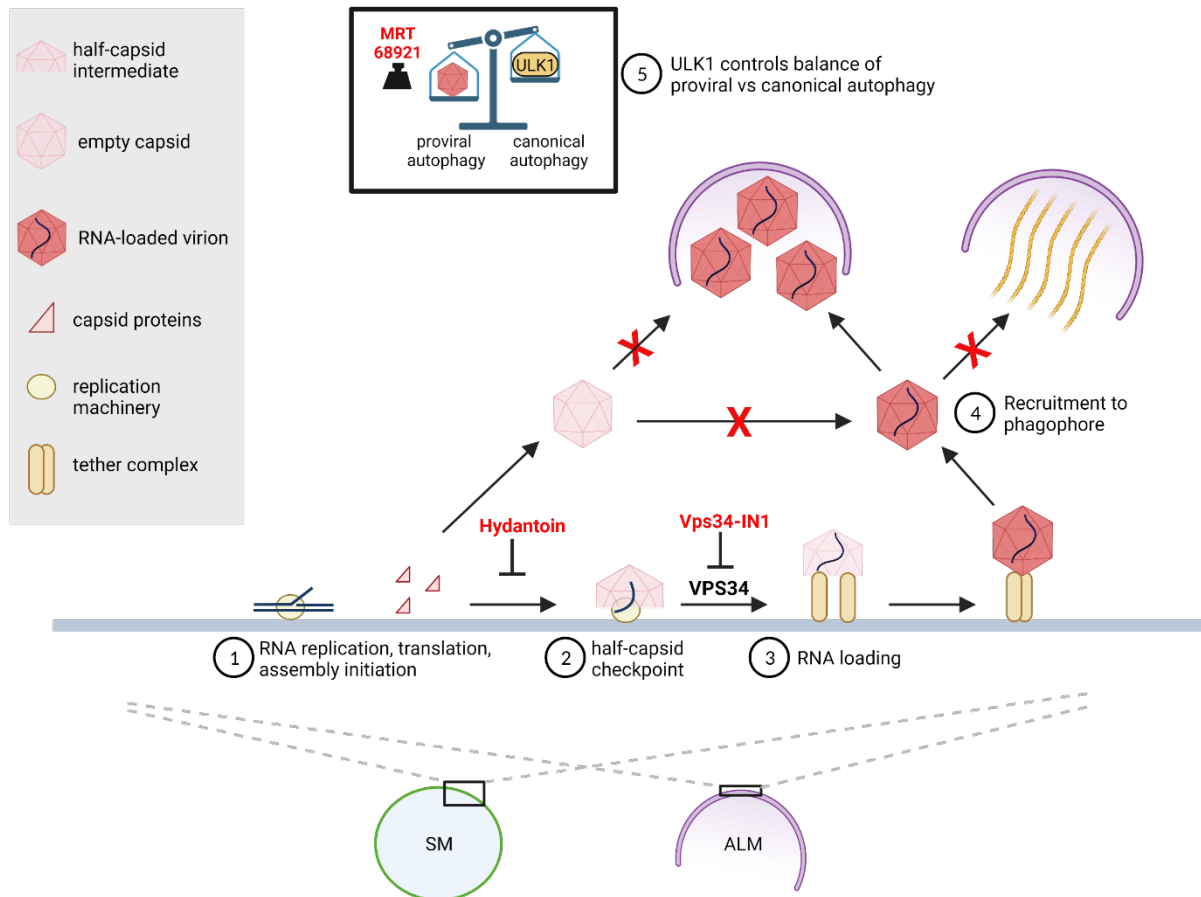 half-capsid
intermediate
empty capsid
RNA-loaded virion
capsid proteins
replication
machinery
tether complex
MRT
68921
ULK1
proviral
autophagy
canonical
autophagy
5
ULK1 controls balance of
proviral vs canonical autophagy
X
X
X
4
Recruitment to
phagophore
Hydantoin
Vps34-IN1
VPS34
1
RNA replication, translation,
assembly initiation
2
half-capsid
checkpoint
3
RNA loading
SM
ALM